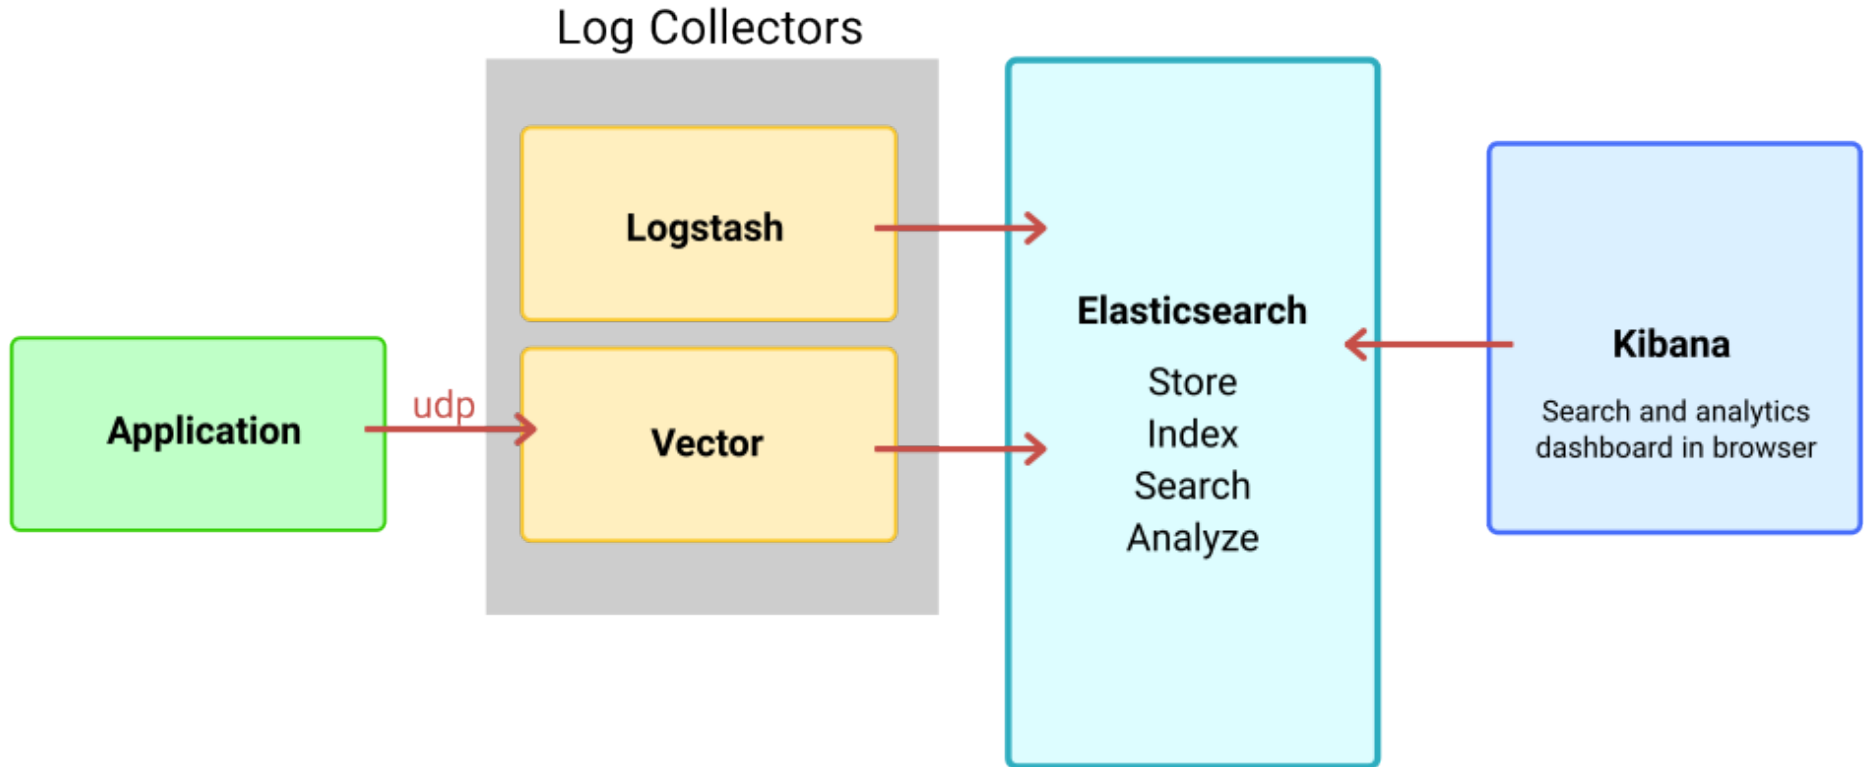 Log Collectors
Logstash
Application
udp
Vector
Elasticsearch
Store
Index
Search
Analyze
Kibana
Search and analytics
dashboard in browser